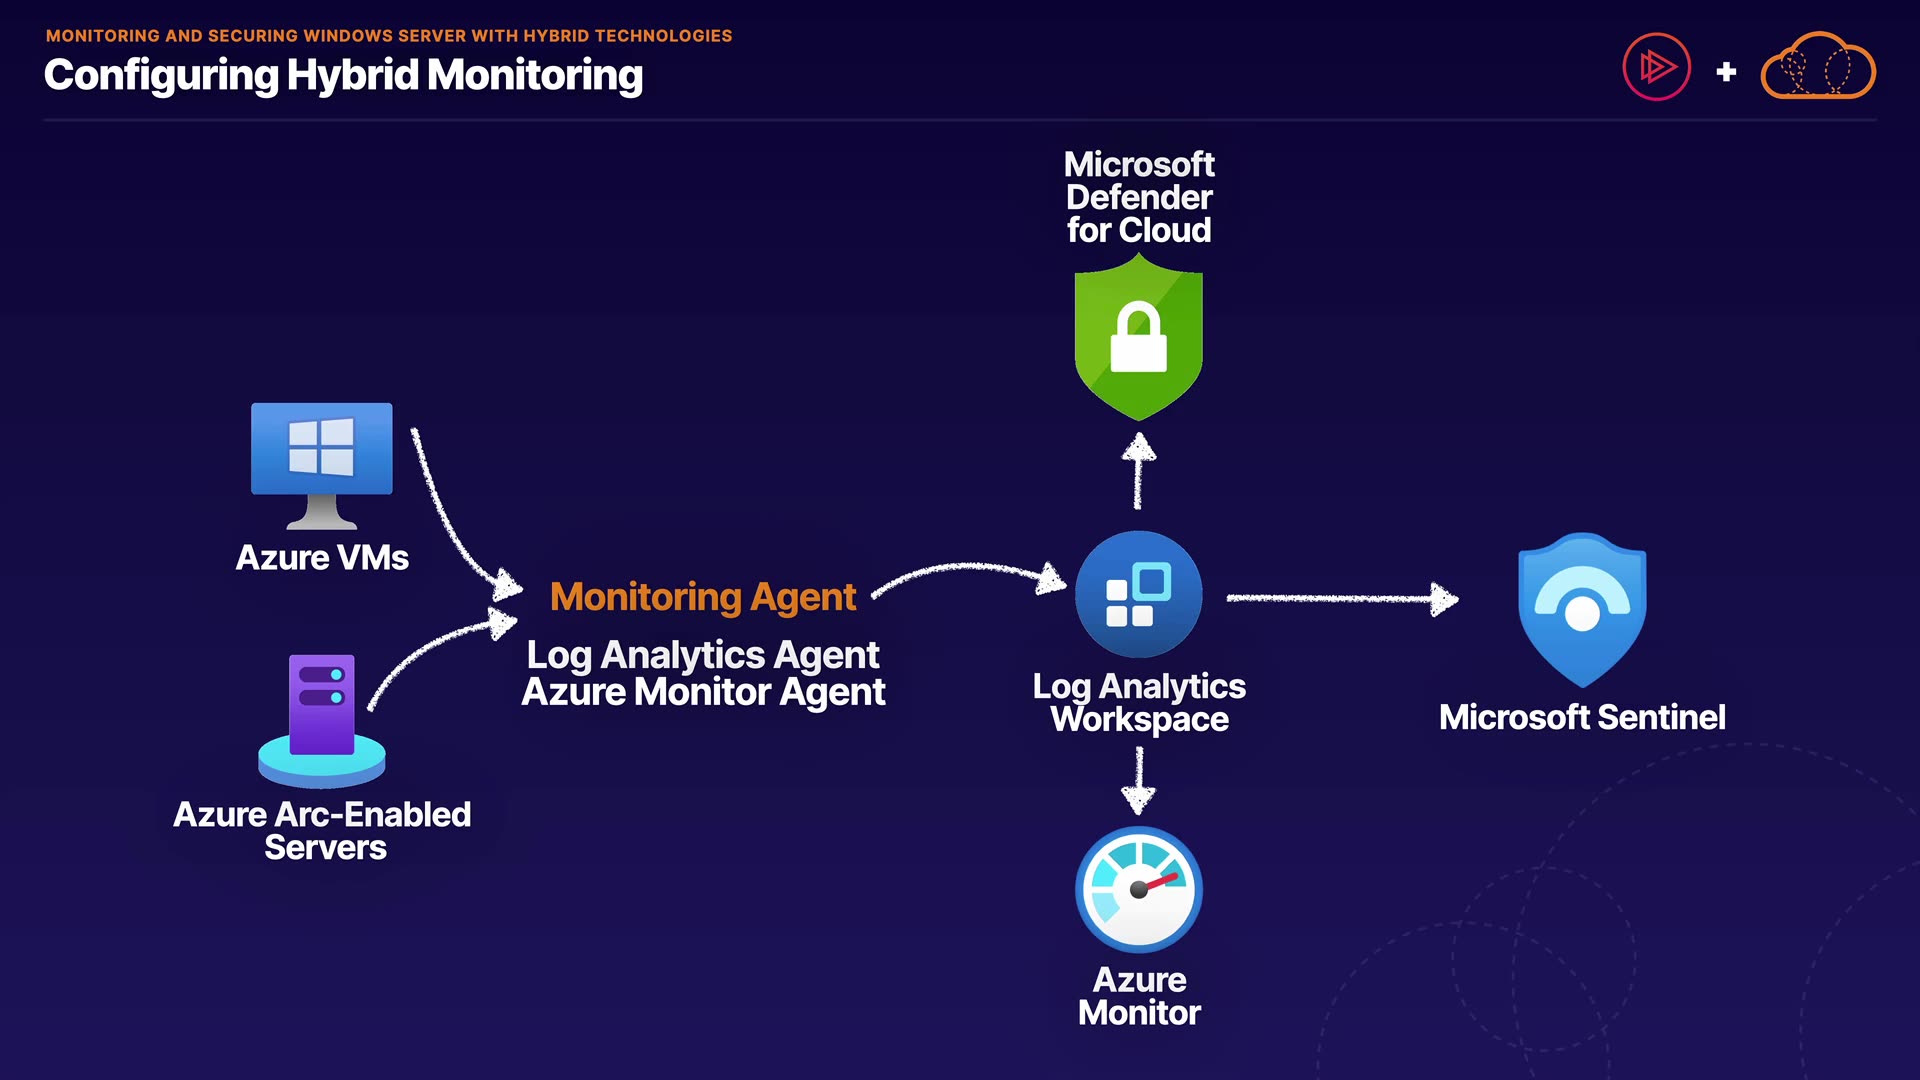 MONITORING AND SECURING WINDOWS SERVER WITH HYBRID TECHNOLOGIES
Configuring Hybrid Monitoring
Microsoft
Defender
for Cloud
Azure VMs
Monitoring Agent
Log Analytics Agent
Azure Monitor Agent
Log Analytics
Workspace
Microsoft Sentinel
Azure Arc-Enabled
Servers
Azure
Monitor